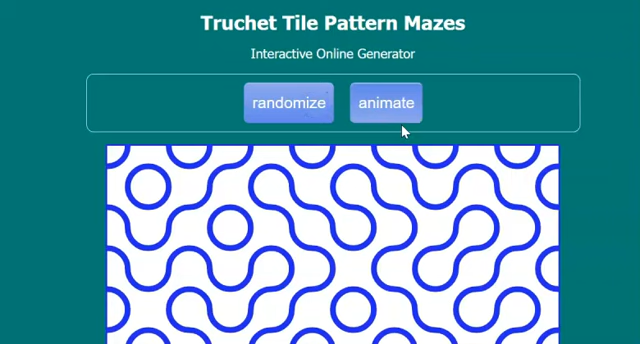 Truchet Tile Pattern Mazes
Interactive Online Generator
randomize animate